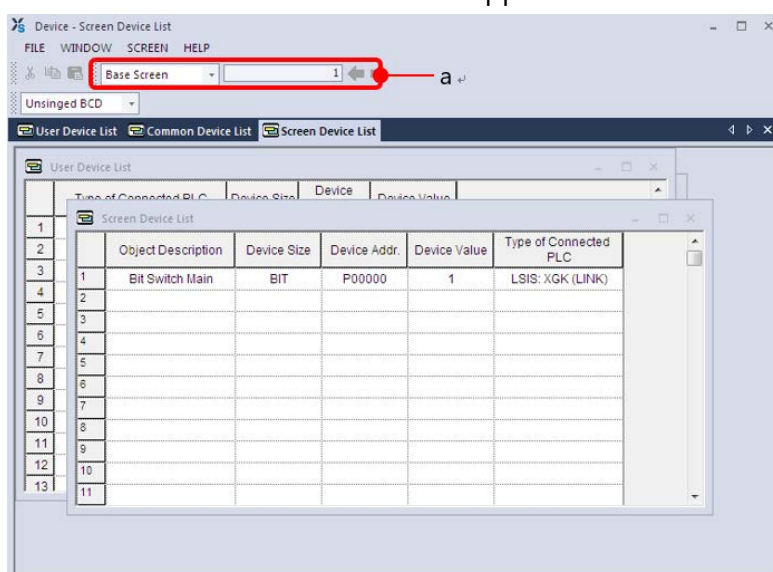 Device - Screen Device List
FILE WINDOW SCREEN HELP
Base Screen 1
a
Unsinged BCD
User Device List Common Device List Screen Device List
User Device List
Type of Connected PLC Device Size Device Device Value
Screen Device List
Object Description Device Size Device Addr. Device Value Type of Connected PLC
1 Bit Switch Main BIT P00000 1 LSIS: XGK (LINK)
2
3
4
5
6
7
8
9
10
11
1
2
3
4
5
6
7
8
9
10
11
12
13